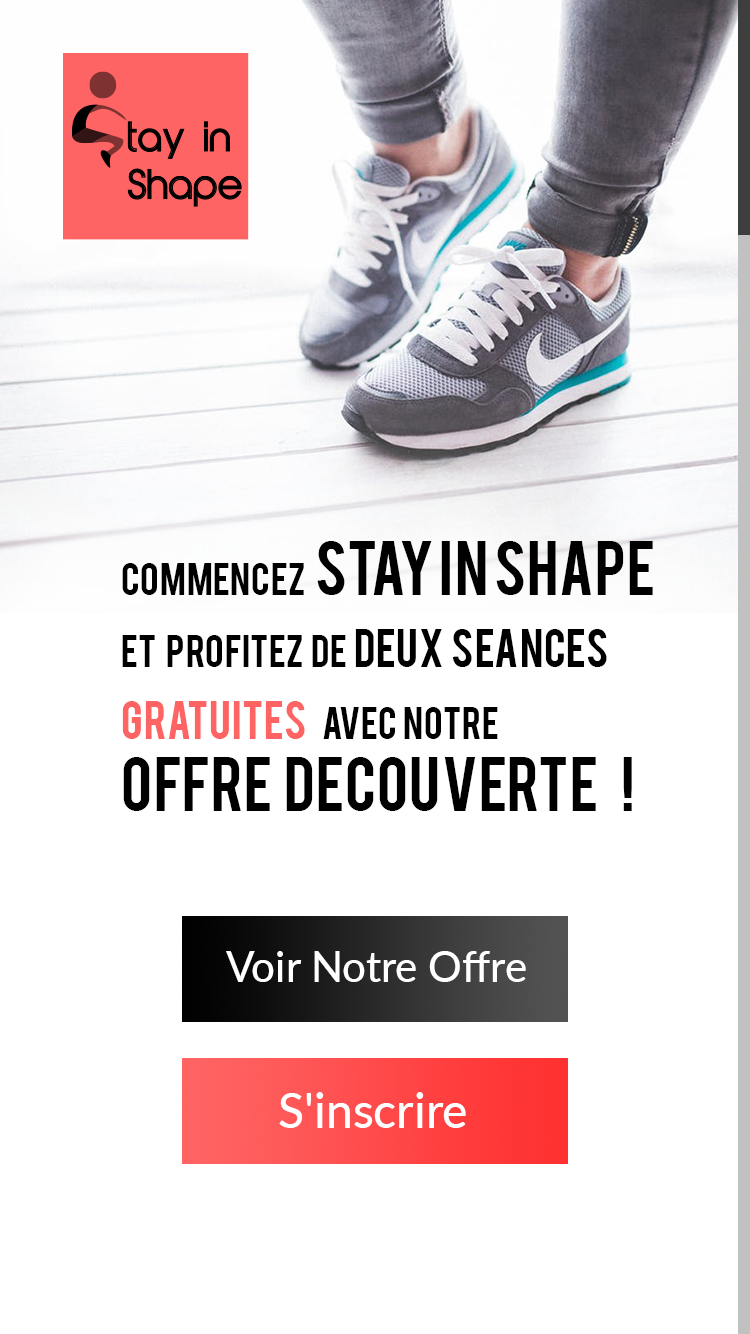 Stay in
Shape
COMMENCEZ STAY IN SHAPE
ET PROFITEZ DE DEUX SEANCES
GRATUITES AVEC NOTRE
OFFRE DECOUVERTE !
Voir Notre Offre
S'inscrire